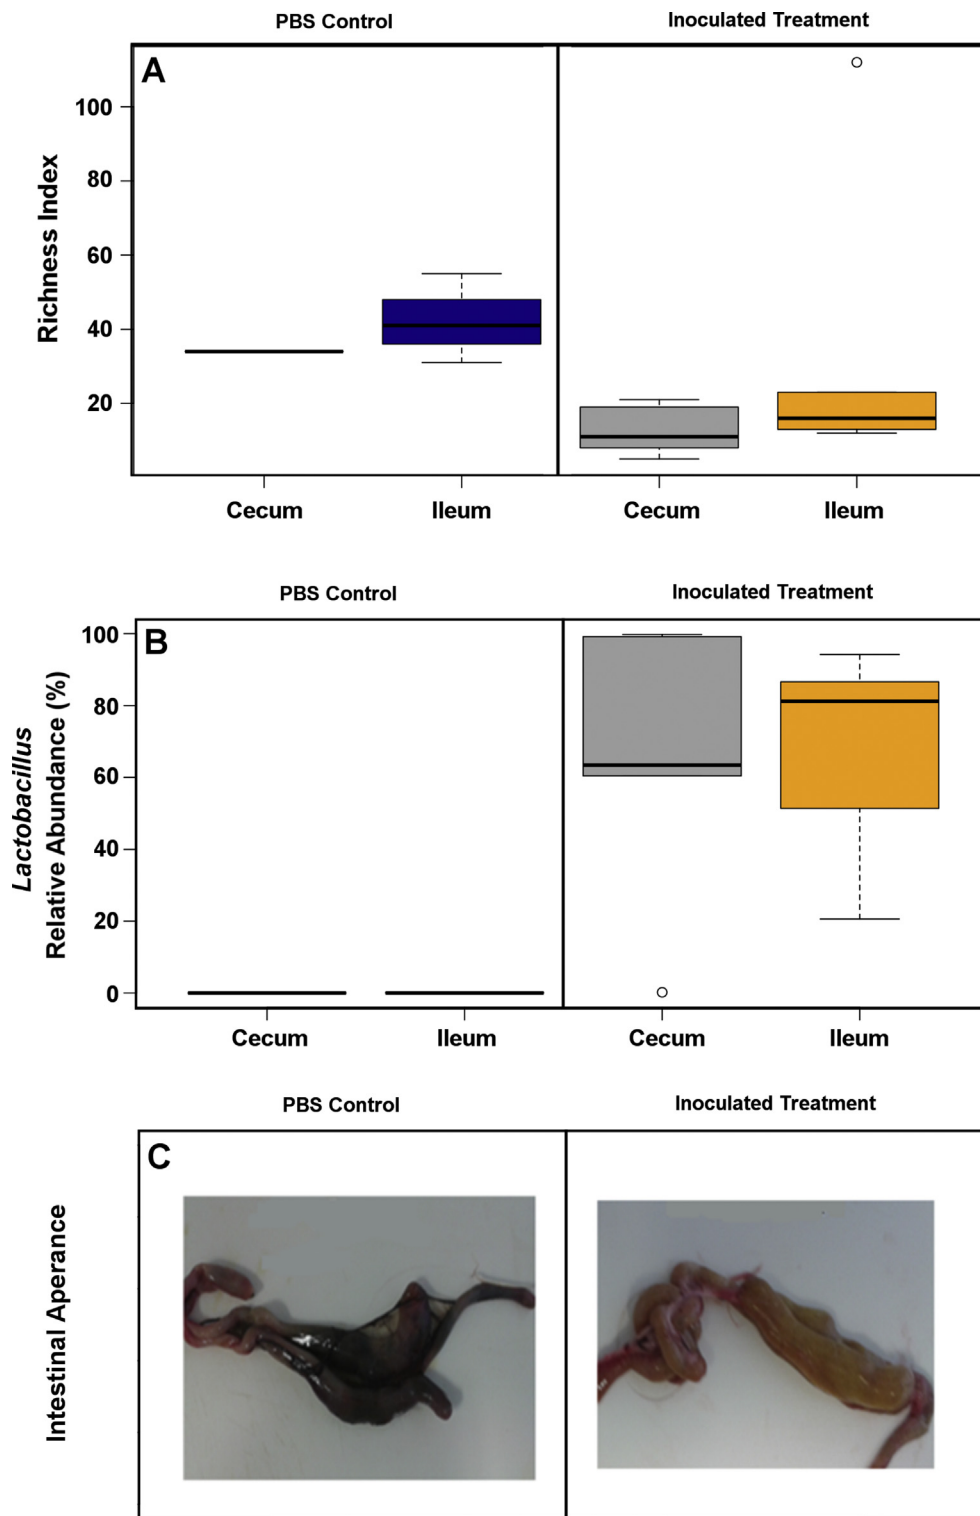 PBS Control
Inoculated Treatment
A
Richness Index
100
80
60
40
20
Cecum
Ileum
Cecum
Ileum
PBS Control
Inoculated Treatment
B
Lactobacillus
Relative Abundance (%)
100
80
60
40
20
0
Cecum
Ileum
Cecum
Ileum
PBS Control
Inoculated Treatment
C
Intestinal Aperance